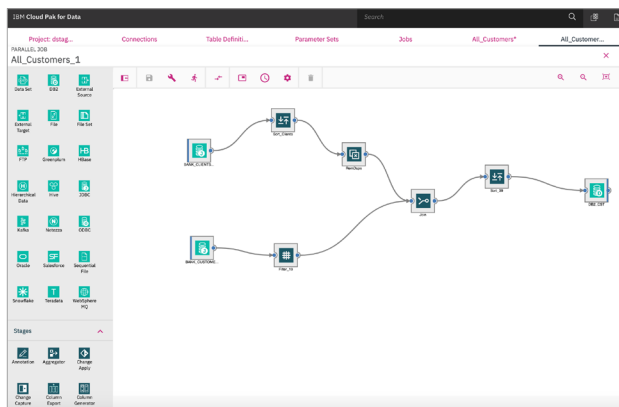 IBM Cloud Pak for Data
Search
Project: dstag...
Connections
Table Definiti...
Parameter Sets
Jobs
All_Customers*
All_Customer...
PARALLEL JOB
All_Customers_1
Data Set
DB2
External
Source
External
Target
File
File Set
FTP
Greenplum
HBase
Hierarchical
Data
Hive
JDBC
Kafka
Netezza
ODBC
Oracle
Salesforce
Sequential
File
Snowflake
Teradata
WebSphere
MQ
Stages
Annotation
Aggregator
Change
Apply
Change
Capture
Column
Export
Column
Generator
BANK_CLIENTS...
Sort_Clients
BANK_CUSTOME...
Join